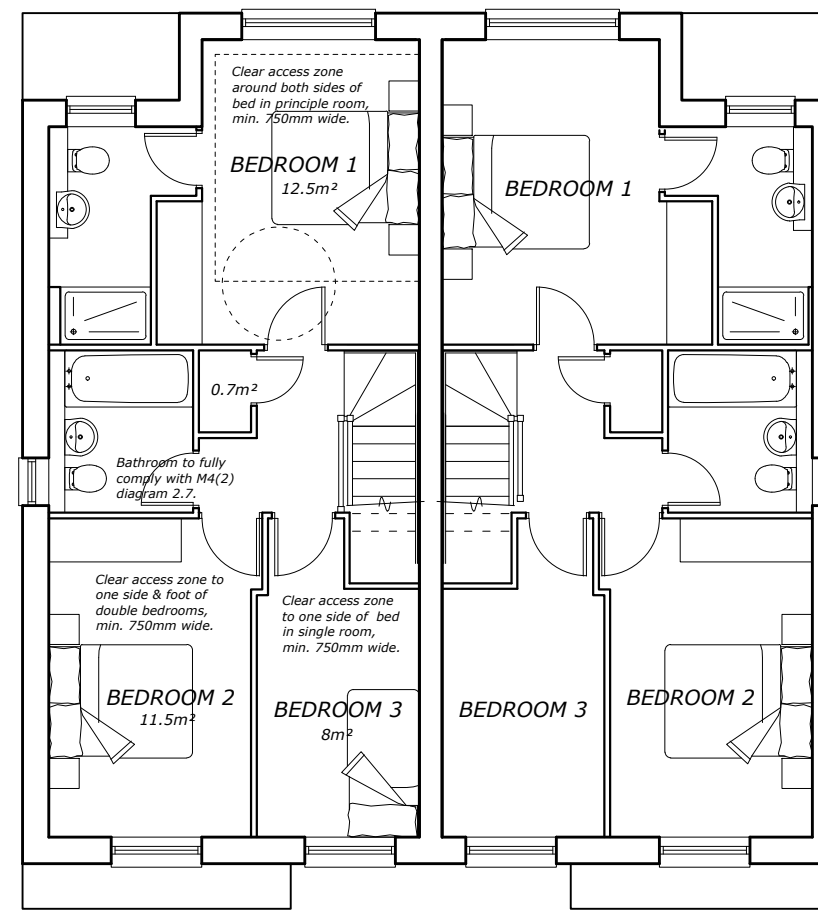 Clear access zone
around both sides of
bed in principle room,
min. 750mm wide.
BEDROOM 1
12.5m²
BEDROOM 1
0.7m²
Bathroom to fully
comply with M4(2)
diagram 2.7.
Clear access zone to
one side & foot of
double bedrooms,
min. 750mm wide.
Clear access zone
to one side of bed
in single room,
min. 750mm wide.
BEDROOM 2
11.5m²
BEDROOM 3
8m²
BEDROOM 3
BEDROOM 2